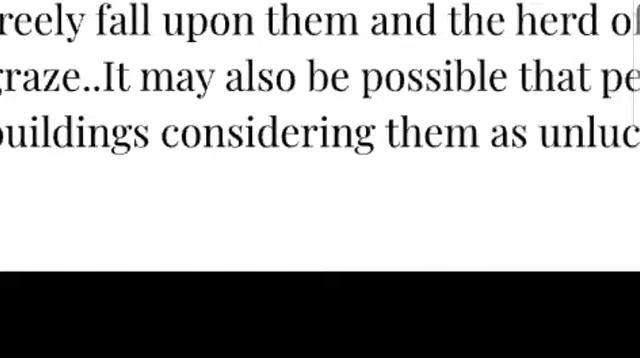 reely fall upon them and the herd of
graze..It may also be possible that pe
buildings considering them as unluc